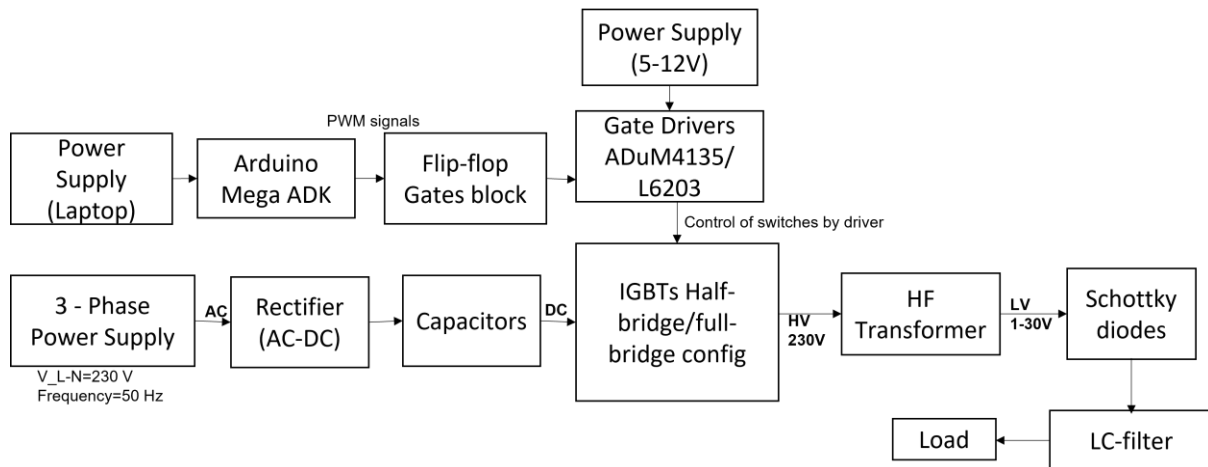 Power Supply
(5-12V)
PWM signals
Gate Drivers
ADuM4135/
L6203
Power
Supply
(Laptop)
Arduino
Mega ADK
Flip-flop
Gates block
Control of switches by driver
3 - Phase
Power Supply
AC
Rectifier
(AC-DC)
Capacitors
DC
IGBTs Half-
bridge/full-
bridge config
HV
230V
HF
Transformer
LV
1-30V
Schottky
diodes
V_L-N=230 V
Frequency=50 Hz
Load
LC-filter